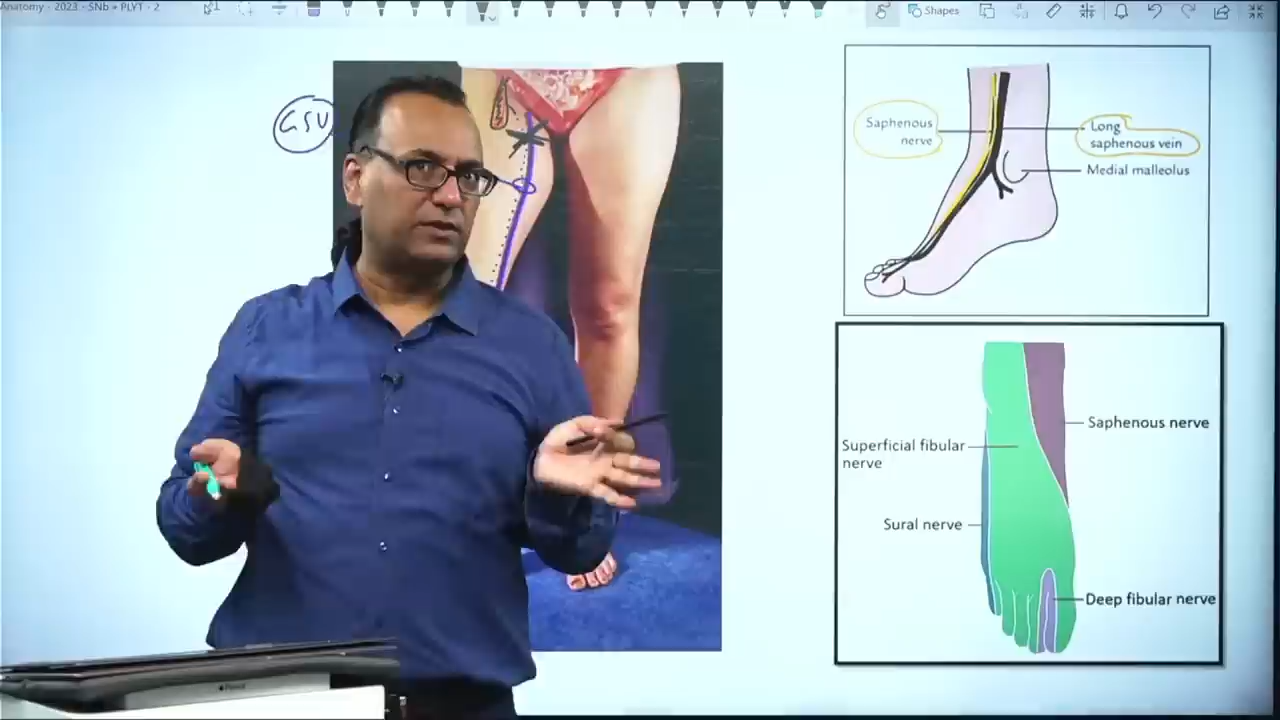 Anatomy - 2023 - SNb + PLYT - 2
Shapes
GSV
Saphenous
nerve
Long
saphenous vein
Medial malleolus
Saphenous nerve
Superficial fibular
nerve
Sural nerve
Deep fibular nerve